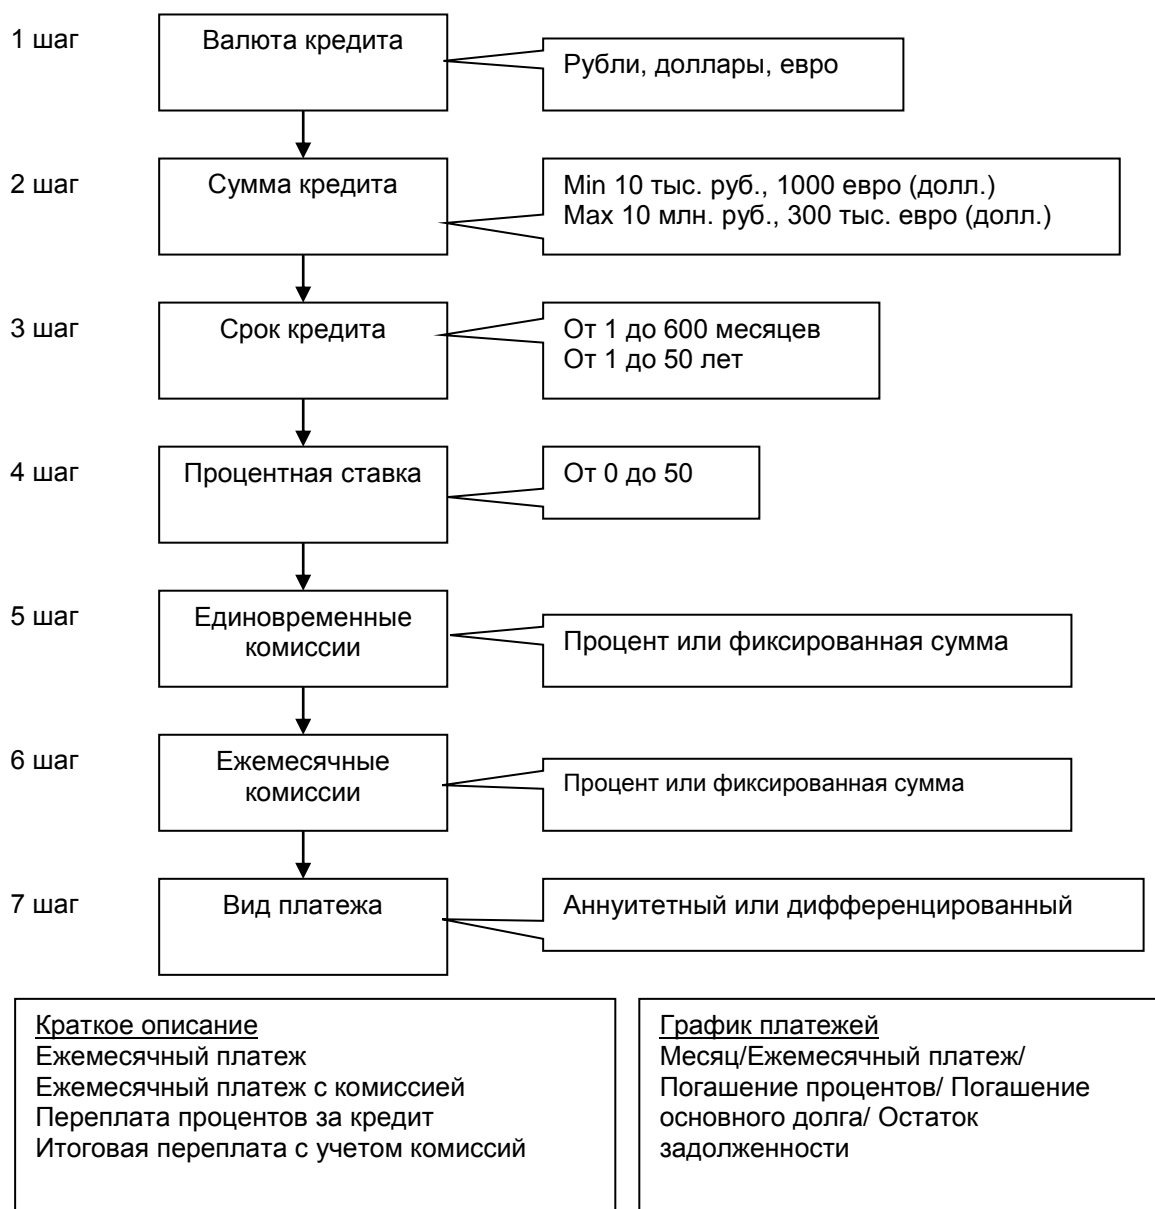 1 шаг
Валюта кредита
Рубли, доллары, евро
2 шаг
Сумма кредита
Min 10 тыс. руб., 1000 евро (долл.)
Max 10 млн. руб., 300 тыс. евро (долл.)
3 шаг
Срок кредита
От 1 до 600 месяцев
От 1 до 50 лет
4 шаг
Процентная ставка
От 0 до 50
5 шаг
Единовременные
комиссии
Процент или фиксированная сумма
6 шаг
Ежемесячные
комиссии
Процент или фиксированная сумма
7 шаг
Вид платежа
Аннуитетный или дифференцированный
Краткое описание
Ежемесячный платеж
Ежемесячный платеж с комиссией
Переплата процентов за кредит
Итоговая переплата с учетом комиссий
График платежей
Месяц/Ежемесячный платеж/
Погашение процентов/ Погашение
основного долга/ Остаток
задолженности